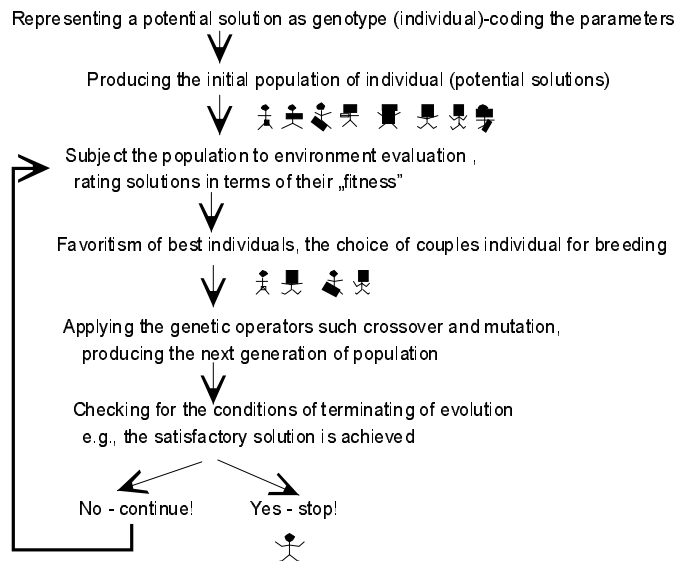 Representing a potential solution as genotype (individual)-coding the parameters
Producing the initial population of individual (potential solutions)
Subject the population to environment evaluation ,
rating solutions in terms of their „fitness”
Favoritism of best individuals, the choice of couples individual for breeding
Applying the genetic operators such crossover and mutation,
producing the next generation of population
Checking for the conditions of terminating of evolution
e.g., the satisfactory solution is achieved
No - continue!
Yes - stop!